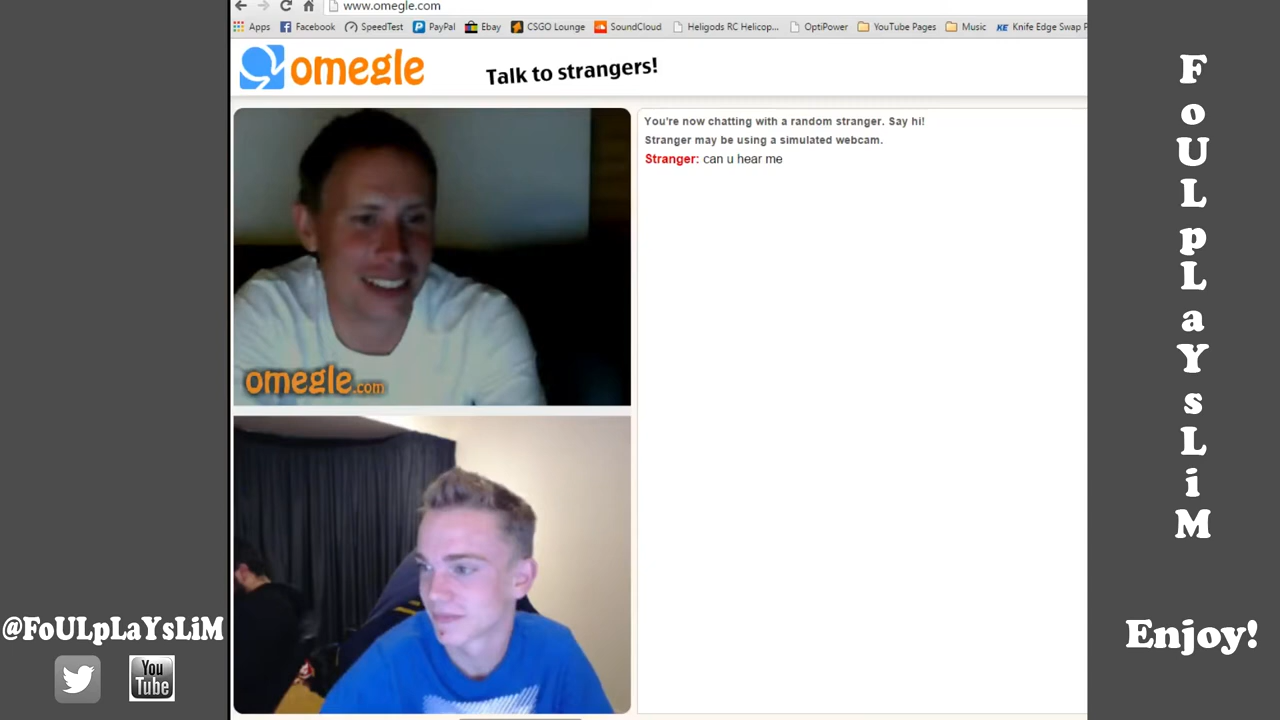 www.omegle.com
Apps Facebook SpeedTest PayPal Ebay CSGO Lounge SoundCloud Heligods RC Helicop... OptiPower YouTube Pages Music KE Knife Edge Swap P
omegle Talk to strangers!
You're now chatting with a random stranger. Say hi!
Stranger may be using a simulated webcam.
Stranger: can u hear me
omegle.com
@FoULpLaYsLiM
You
Tube
F
o
U
L
p
L
a
Y
s
L
i
M
Enjoy!